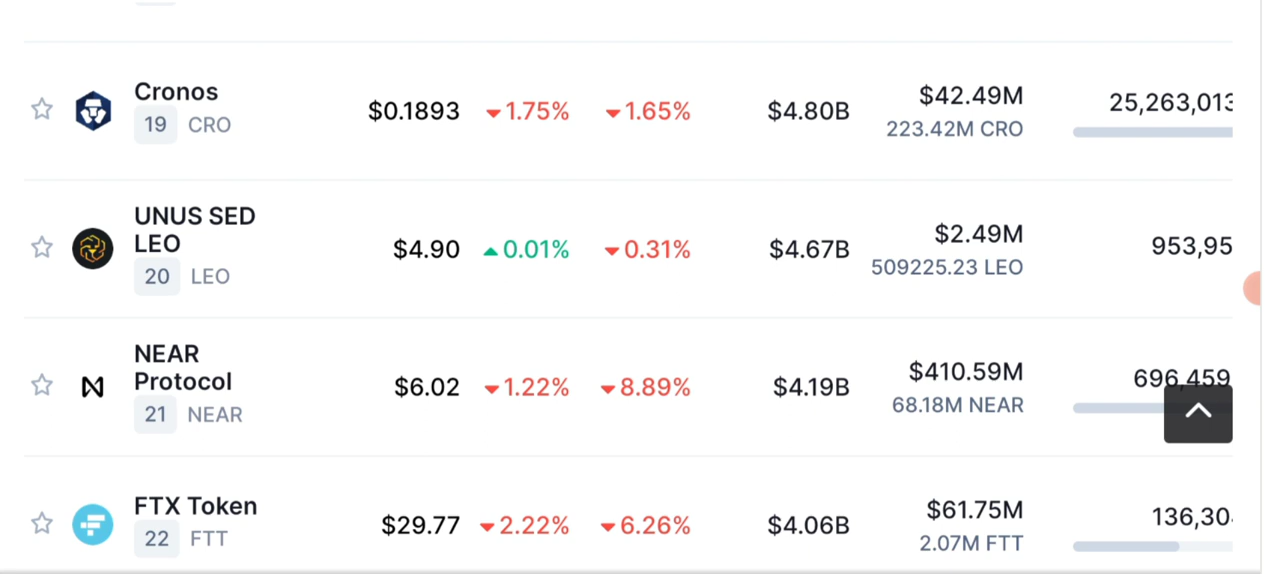 Cronos
19 CRO
$0.1893
1.75%
1.65%
$4.80B
$42.49M
223.42M CRO
25,263,013
UNUS SED
LEO
20 LEO
$4.90
0.01%
0.31%
$4.67B
$2.49M
509225.23 LEO
953,95
NEAR
Protocol
21 NEAR
$6.02
1.22%
8.89%
$4.19B
$410.59M
68.18M NEAR
696,459
FTX Token
22 FTT
$29.77
2.22%
6.26%
$4.06B
$61.75M
2.07M FTT
136,30